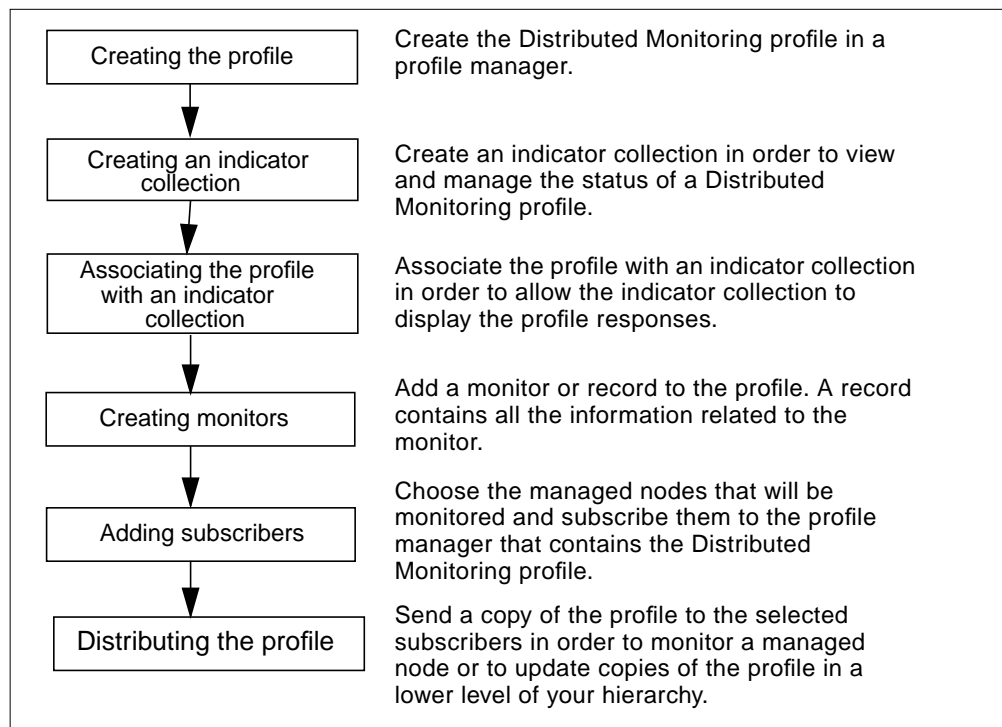 Creating the profile
Create the Distributed Monitoring profile in a
profile manager.
Creating an indicator
collection
Create an indicator collection in order to view
and manage the status of a Distributed
Monitoring profile.
Associating the profile
with an indicator
collection
Associate the profile with an indicator collection
in order to allow the indicator collection to
display the profile responses.
Creating monitors
Add a monitor or record to the profile. A record
contains all the information related to the
monitor.
Adding subscribers
Choose the managed nodes that will be
monitored and subscribe them to the profile
manager that contains the Distributed
Monitoring profile.
Distributing the profile
Send a copy of the profile to the selected
subscribers in order to monitor a managed
node or to update copies of the profile in a
lower level of your hierarchy.